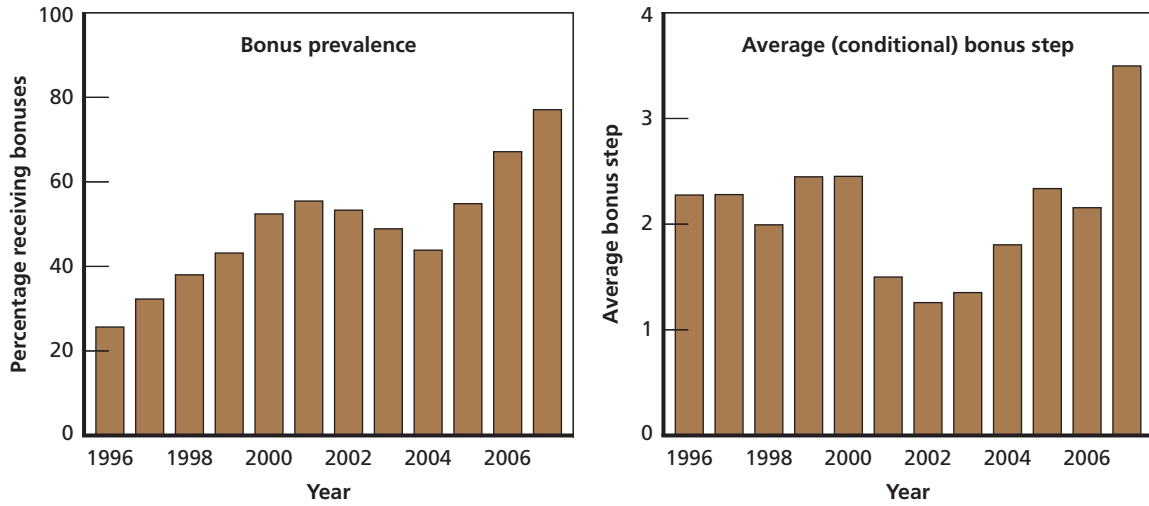 Bonus prevalence
Percentage receiving bonuses
100
80
60
40
20
0
1996 1998 2000 2002 2004 2006
Year
Average (conditional) bonus step
Average bonus step
4
3
2
1
0
1996 1998 2000 2002 2004 2006
Year